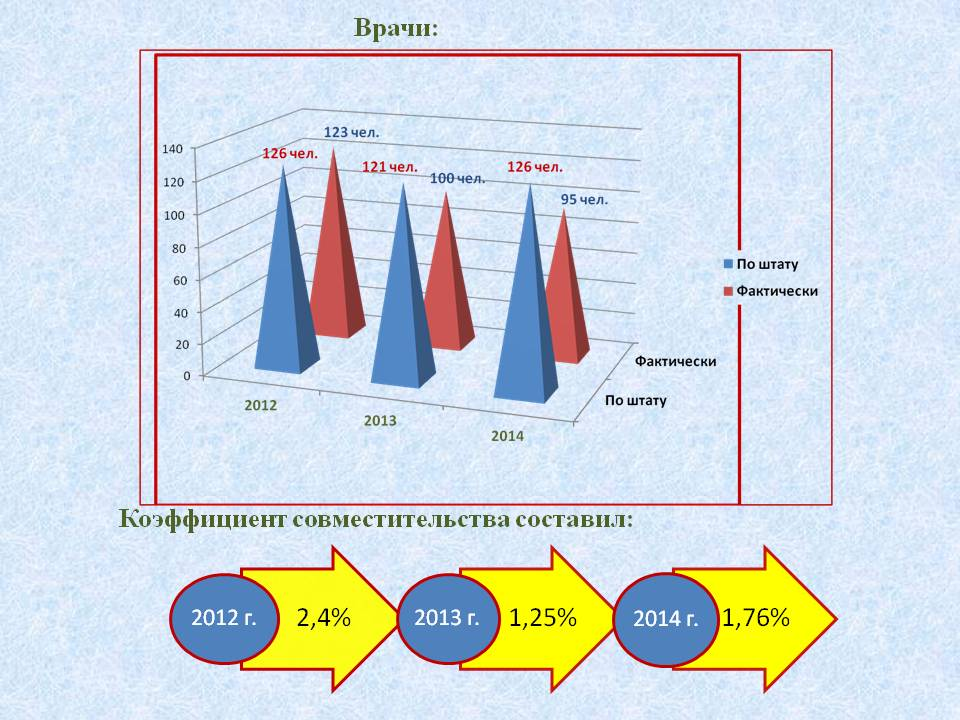 Врачи:
123 чел.
126 чел.
121 чел.
100 чел.
126 чел.
95 чел.
140
120
100
80
60
40
20
0
2012
2013
2014
Фактически
По штату
По штату
Фактически
Коэффициент совместительства составил:
2012 г.
2,4%
2013 г.
1,25%
2014 г.
1,76%